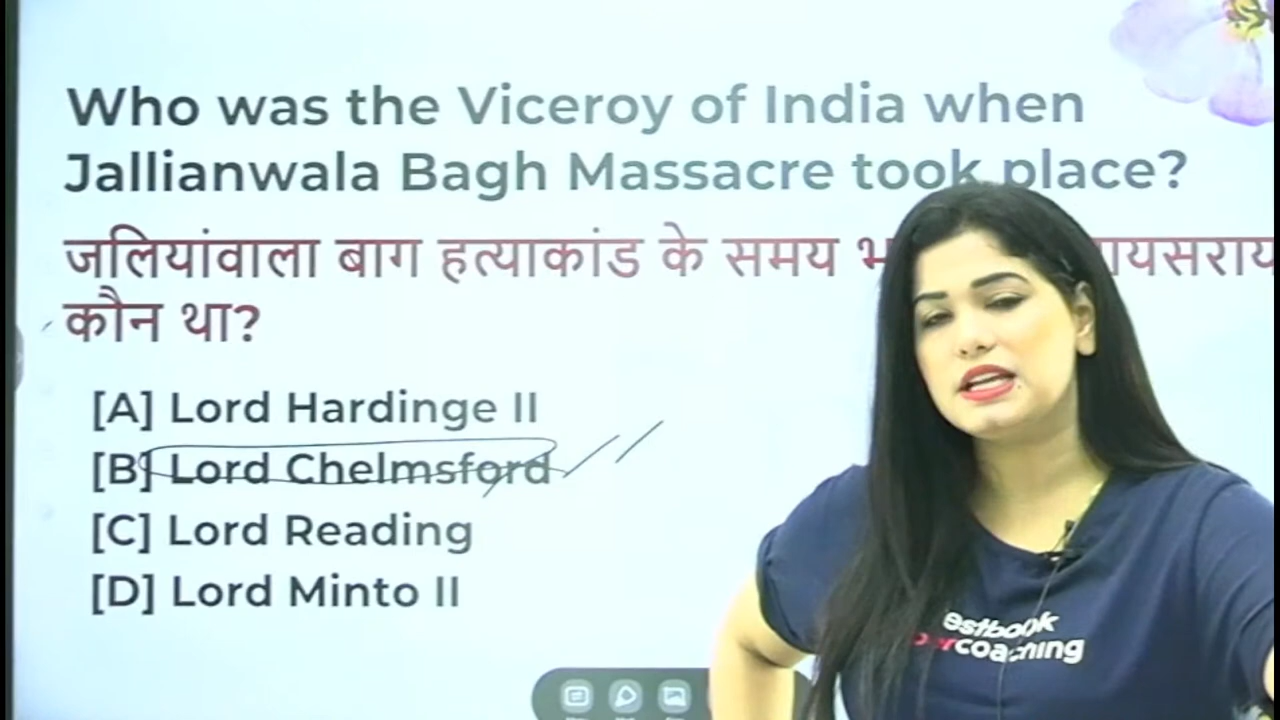 Who was the Viceroy of India when
Jallianwala Bagh Massacre took place?
जलियांवाला बाग हत्याकांड के समय
कौन था?
[A] Lord Hardinge II
[B] Lord Chelmsford
[C] Lord Reading
[D] Lord Minto II
estbook
coaching